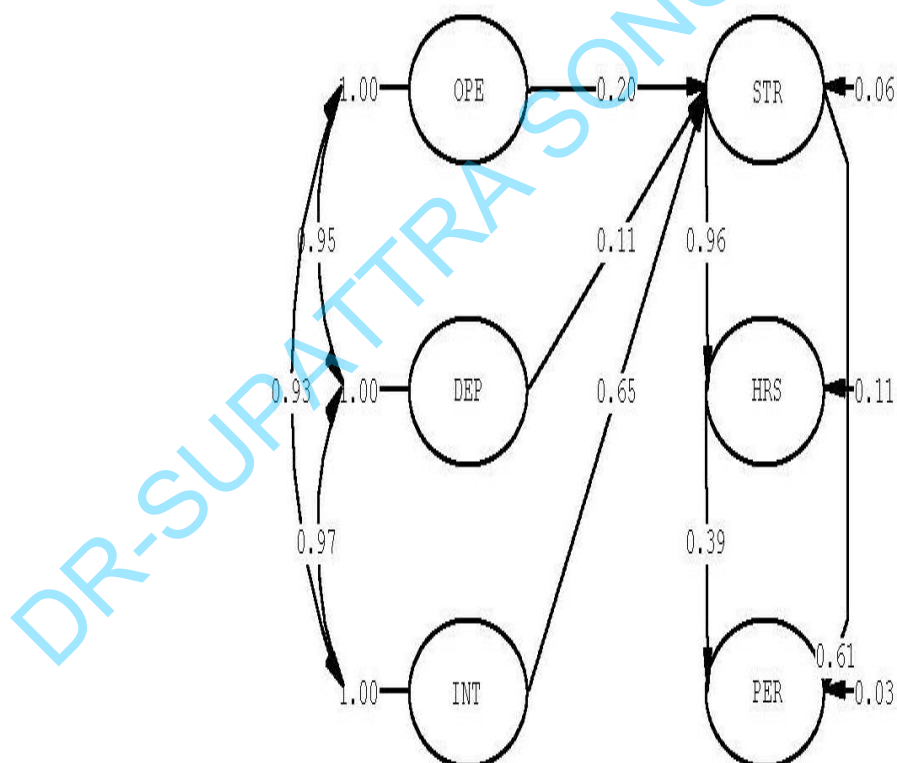 1.00 OPE 0.20 STR 0.06
0.95 0.11 0.96
0.93 1.00 DEP 0.65 HRS 0.11
0.97 0.39
0.61
1.00 INT PER 0.03
DR-SUPATTRA SONG